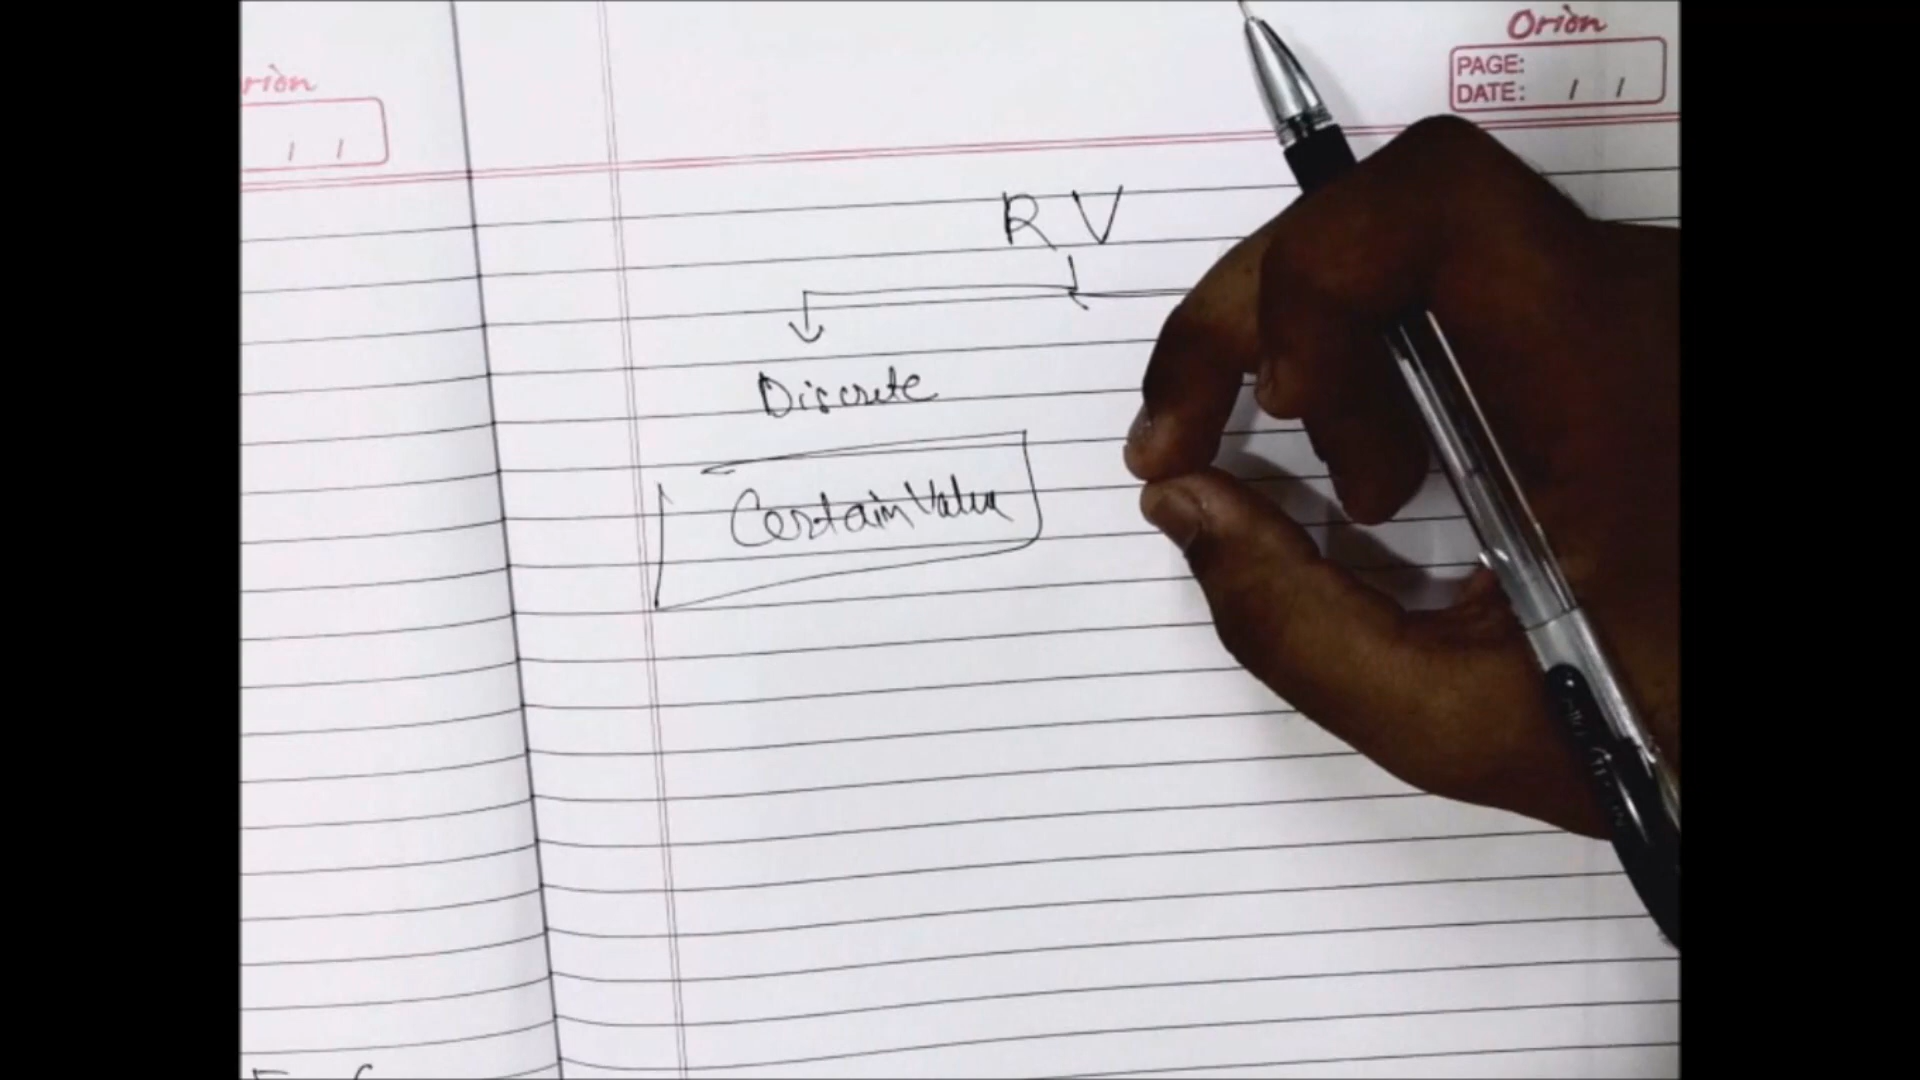 Orion
PAGE:
DATE: / /
rion
/ /
R V
Discrete
Certain Value